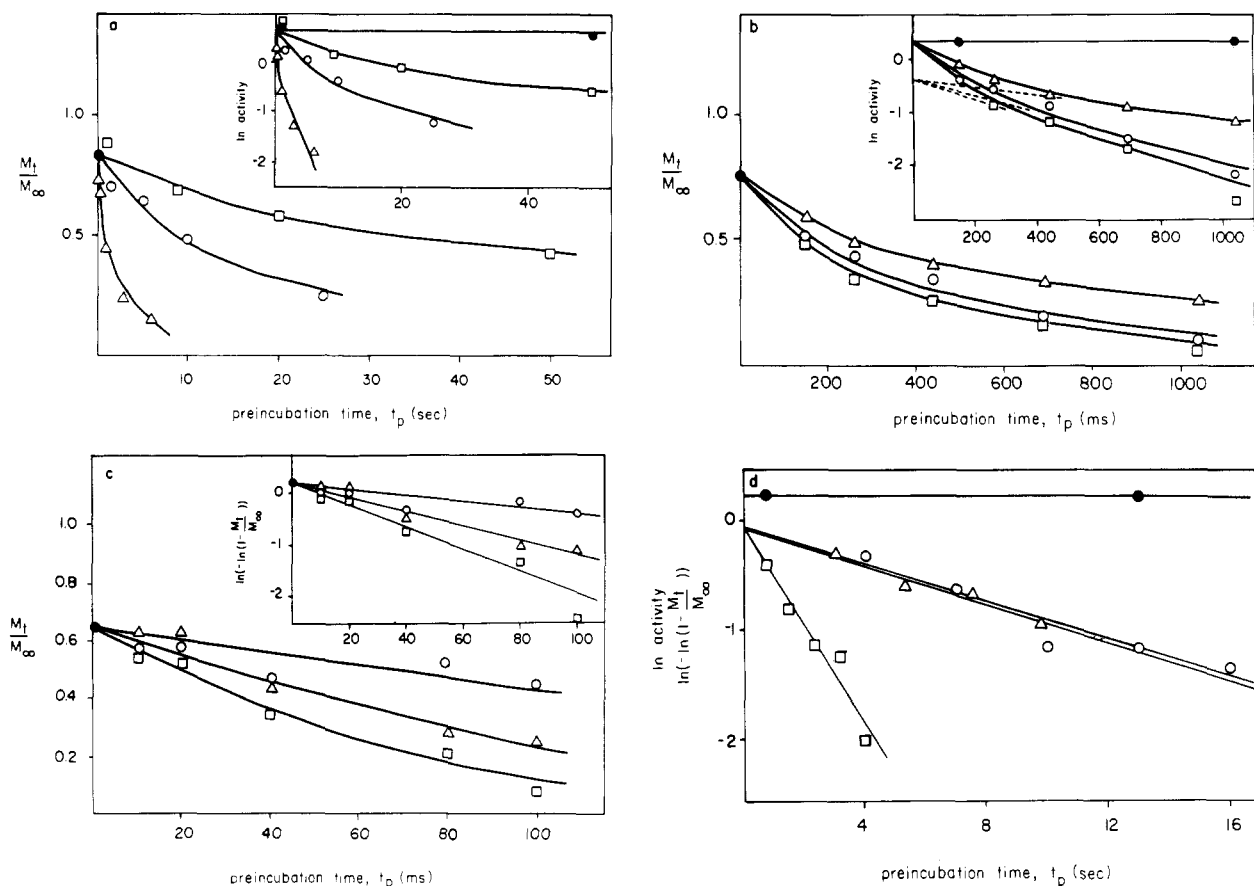 a
1.0
0.5
M_t
M_∞
10
20
30
40
50
preincubation time, t_p (sec)
ln activity
0
-1
-2
20
40
b
1.0
0.5
M_t
M_∞
200
400
600
800
1000
preincubation time, t_p (ms)
ln activity
0
-1
-2
200
400
600
800
1000
c
1.0
0.8
0.6
0.4
0.2
M_t
M_∞
20
40
60
80
100
preincubation time, t_p (ms)
ln(-ln(1-M_t/M_∞))
0
-1
-2
20
40
60
80
100
d
0
-1
-2
ln activity
ln(-ln(1-M_t/M_∞))
4
8
12
16
preincubation time, t_p (sec)